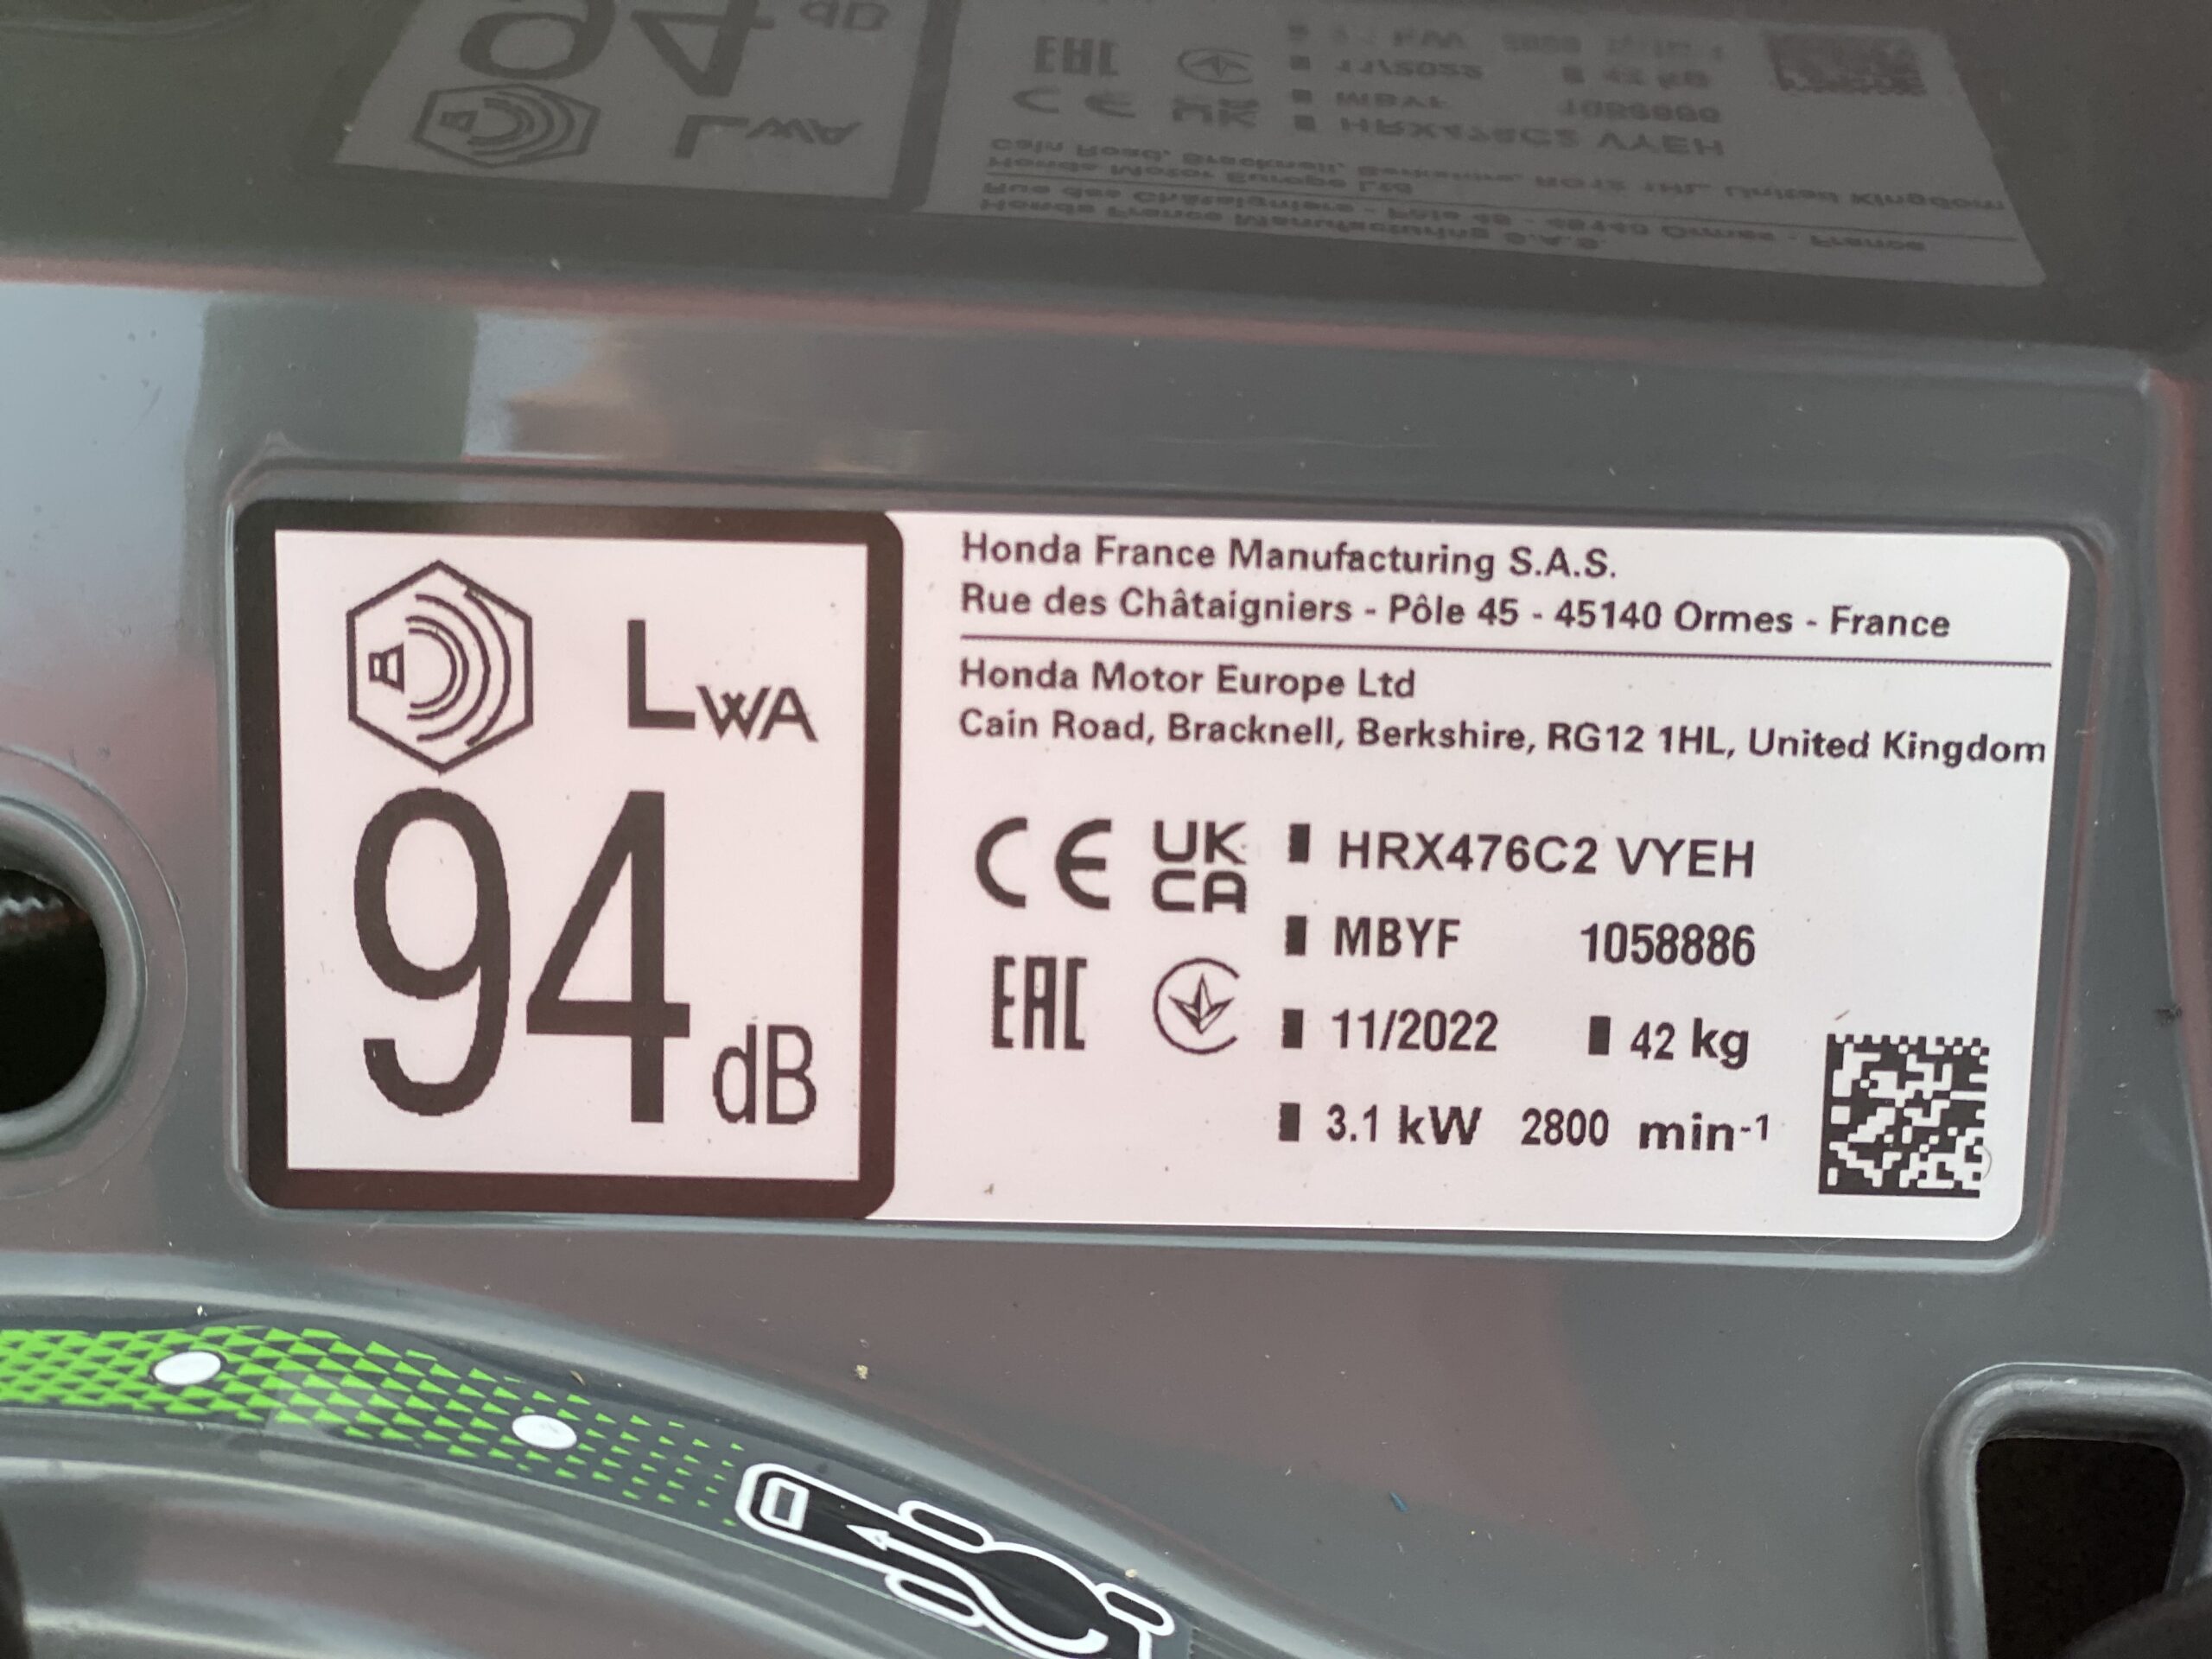 LWA
94 dB
Honda France Manufacturing S.A.S.
Rue des Châtaigniers - Pôle 45 - 45140 Ormes - France
Honda Motor Europe Ltd
Cain Road, Bracknell, Berkshire, RG12 1HL, United Kingdom
CE UK CA
HRX476C2 VYEH
MBYF 1058886
EAC
11/2022 42 kg
3.1 kW 2800 min-1